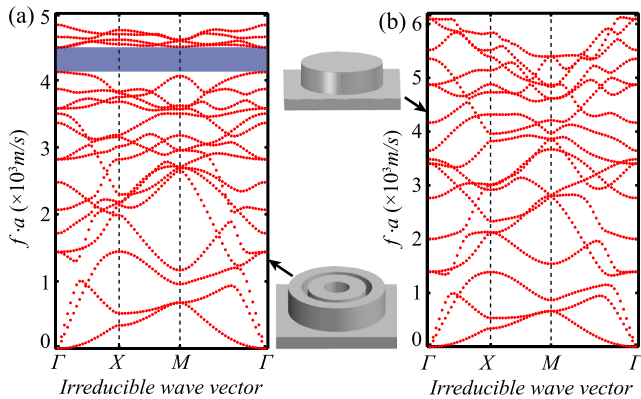 (a)
f·a (×10³m/s)
5
4
3
2
1
0
Γ X M Γ
Irreducible wave vector
(b)
f·a (×10³m/s)
6
5
4
3
2
1
0
Γ X M Γ
Irreducible wave vector